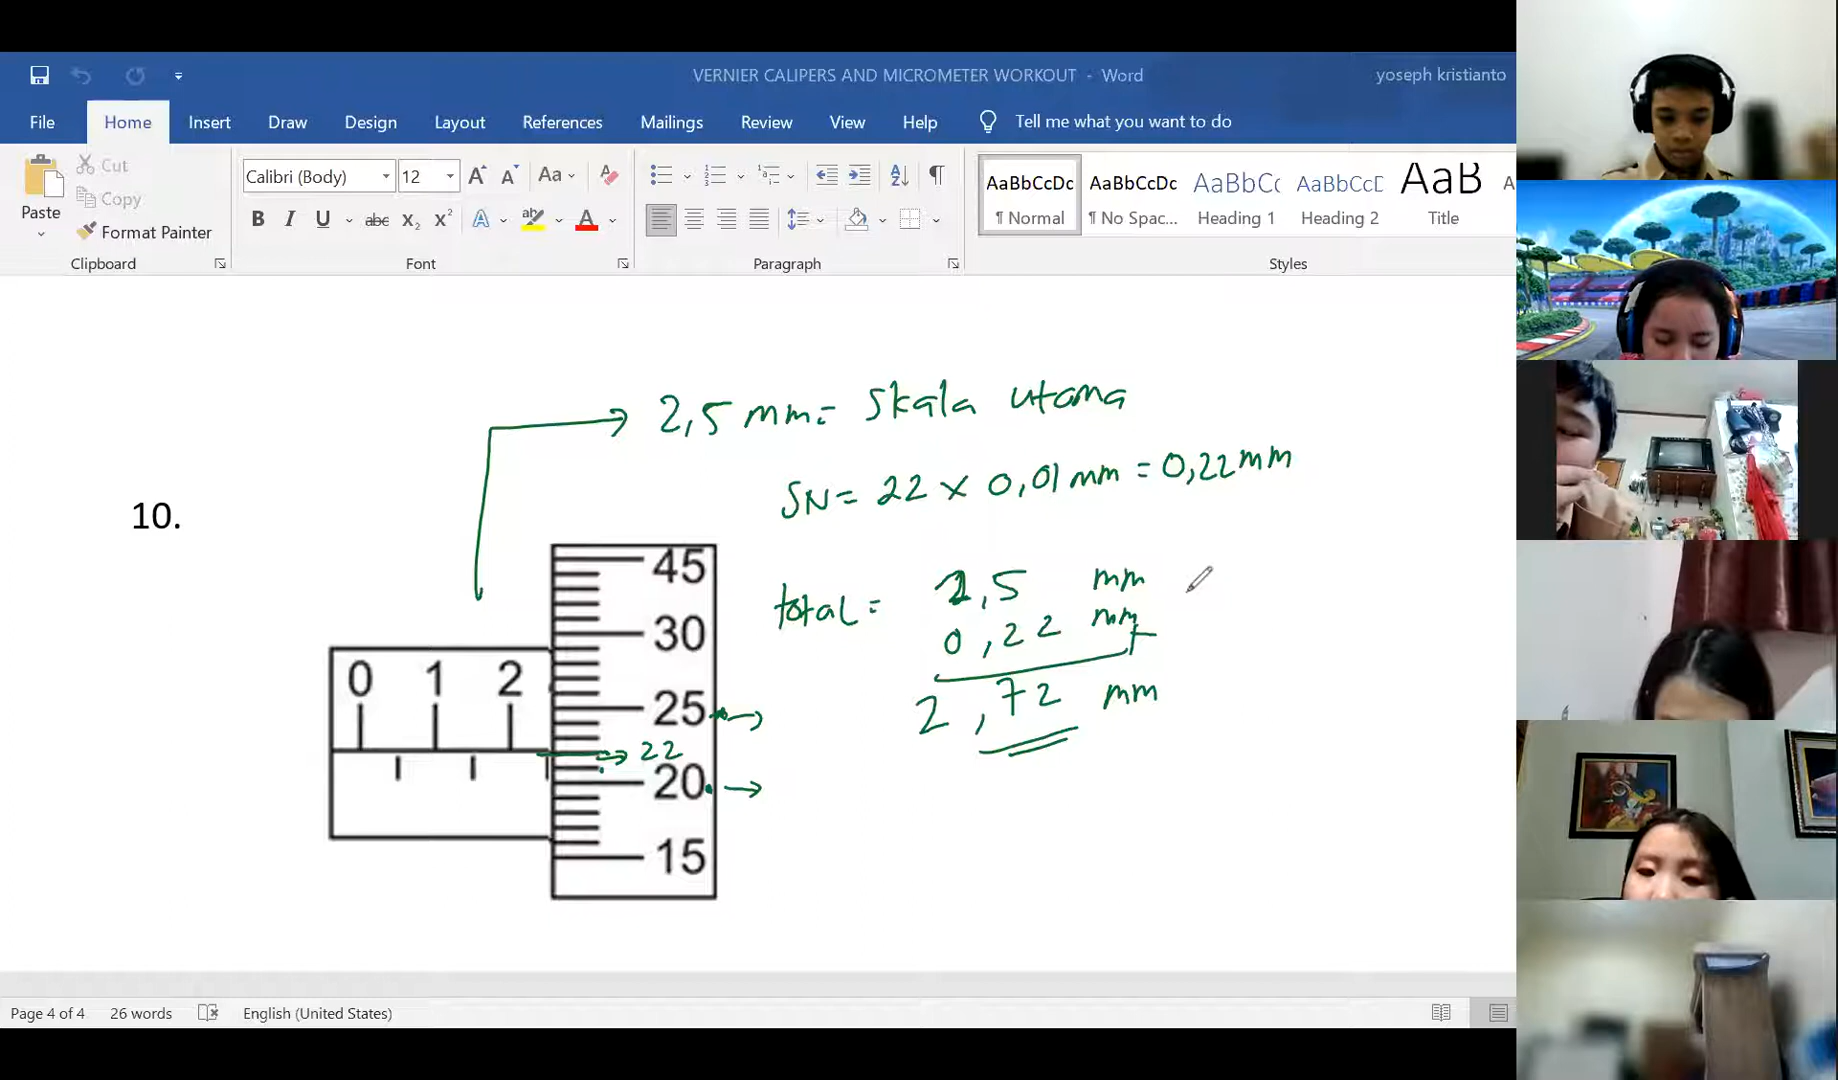 VERNIER CALIPERS AND MICROMETER WORKOUT - Word
yoseph kristianto
File Home Insert Draw Design Layout References Mailings Review View Help Tell me what you want to do
Paste
Cut
Copy
Format Painter
Clipboard
Calibri (Body) 12
Aa
B I U abc X₂ X² A A
Font
Paragraph
AaBbCcDc AaBbCcDc AaBbCc AaBbCcD AaB
¶ Normal ¶ No Spac... Heading 1 Heading 2 Title
Styles
2,5 mm = Skala utama
SN = 22 x 0,01 mm = 0,22 mm
10.
total = 2,5 mm
0,22 mm +
2,72 mm
45
30
0 1 2
25
22
20
15
Page 4 of 4 26 words English (United States)